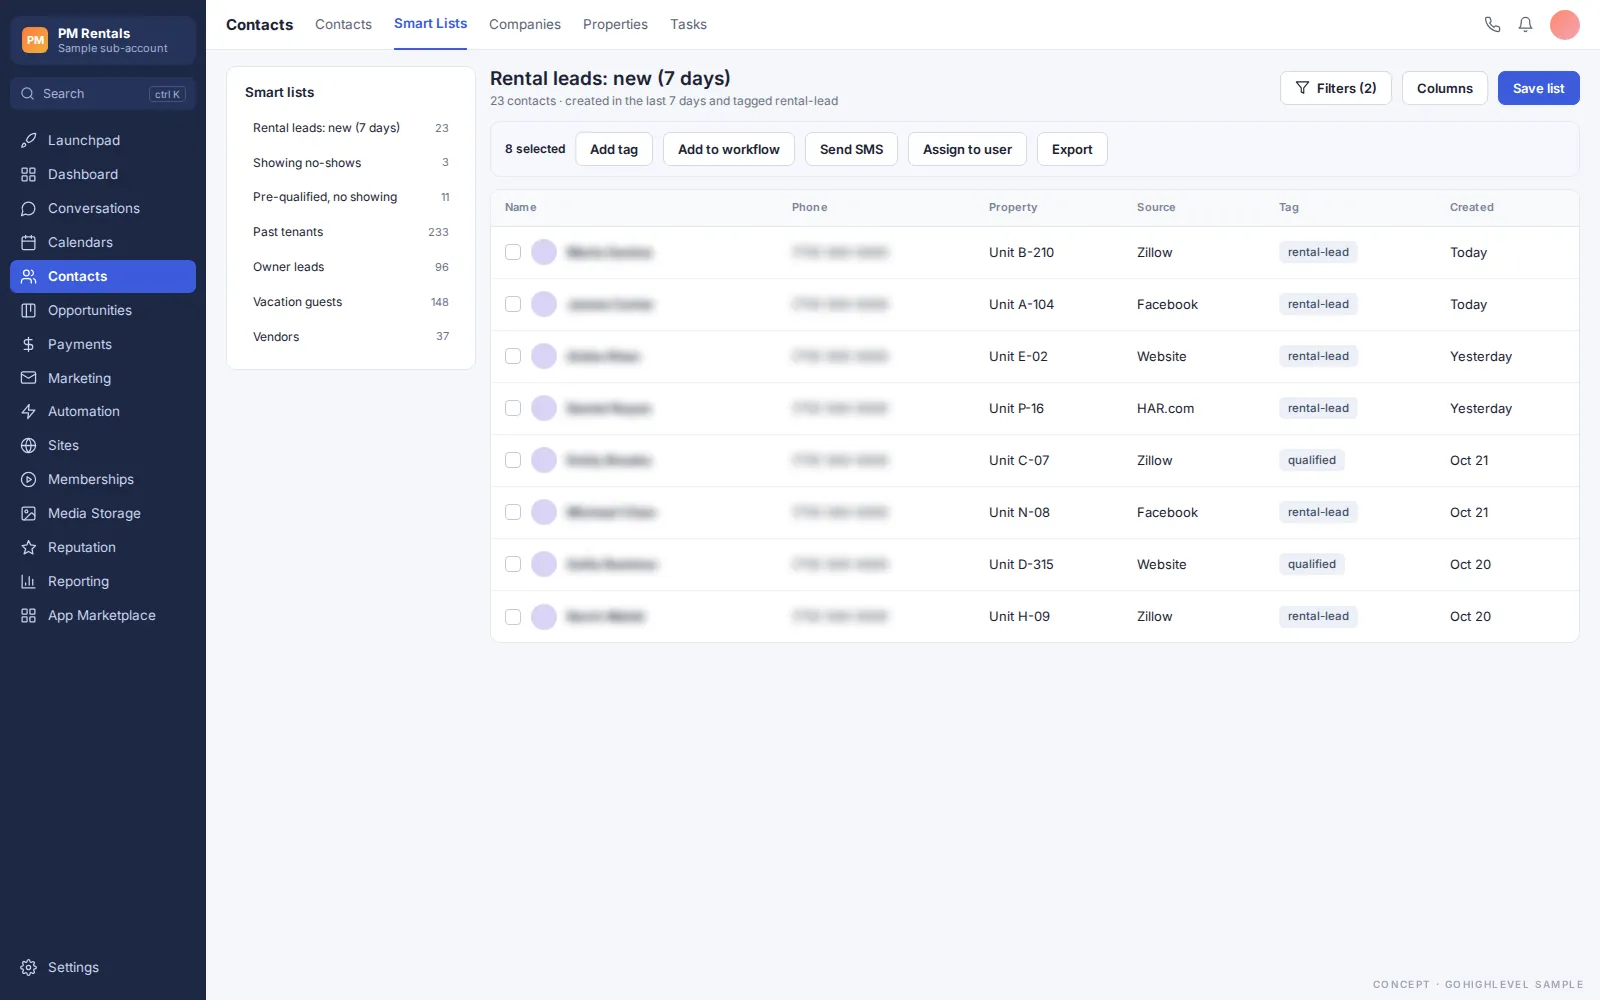 PM
PM Rentals
Sample sub-account
Search
ctrl K
Launchpad
Dashboard
Conversations
Calendars
Contacts
Opportunities
Payments
Marketing
Automation
Sites
Memberships
Media Storage
Reputation
Reporting
App Marketplace
Settings
Contacts
Contacts
Smart Lists
Companies
Properties
Tasks
Smart lists
Rental leads: new (7 days) 23
Showing no-shows 3
Pre-qualified, no showing 11
Past tenants 233
Owner leads 96
Vacation guests 148
Vendors 37
Rental leads: new (7 days)
23 contacts · created in the last 7 days and tagged rental-lead
Filters (2)
Columns
Save list
8 selected
Add tag
Add to workflow
Send SMS
Assign to user
Export
Name Phone Property Source Tag Created
Unit B-210 Zillow rental-lead Today
Unit A-104 Facebook rental-lead Today
Unit E-02 Website rental-lead Yesterday
Unit P-16 HAR.com rental-lead Yesterday
Unit C-07 Zillow qualified Oct 21
Unit N-08 Facebook rental-lead Oct 21
Unit D-315 Website qualified Oct 20
Unit H-09 Zillow rental-lead Oct 20
CONCEPT · GOHIGHLEVEL SAMPLE